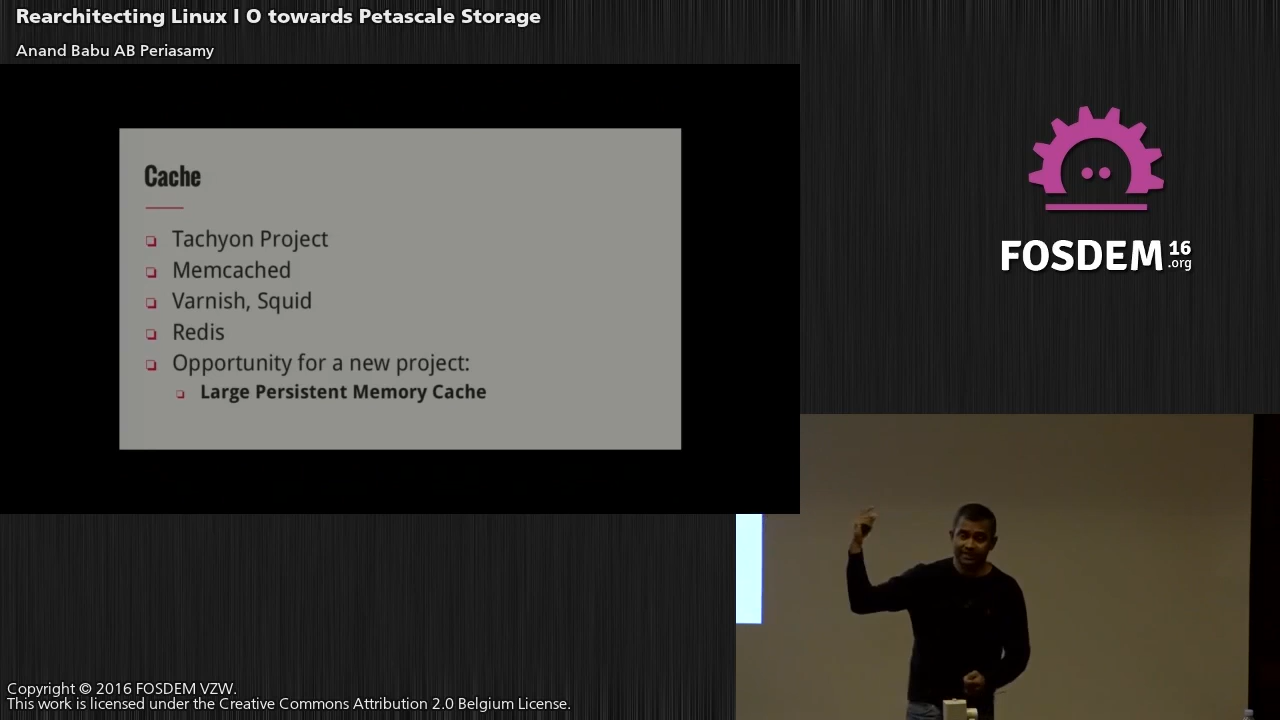 Rearchitecting Linux I O towards Petascale Storage
Anand Babu AB Periasamy
Cache
Tachyon Project
Memcached
Varnish, Squid
Redis
Opportunity for a new project:
Large Persistent Memory Cache
FOSDEM 16
.org
Copyright © 2016 FOSDEM VZW.
This work is licensed under the Creative Commons Attribution 2.0 Belgium License.